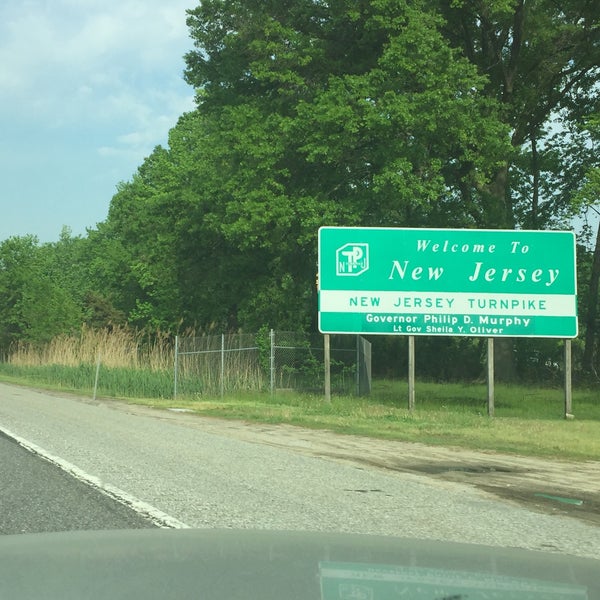 Welcome To
New Jersey
NEW JERSEY TURNPIKE
Governor Philip D. Murphy
Lt Gov Sheila Y. Oliver